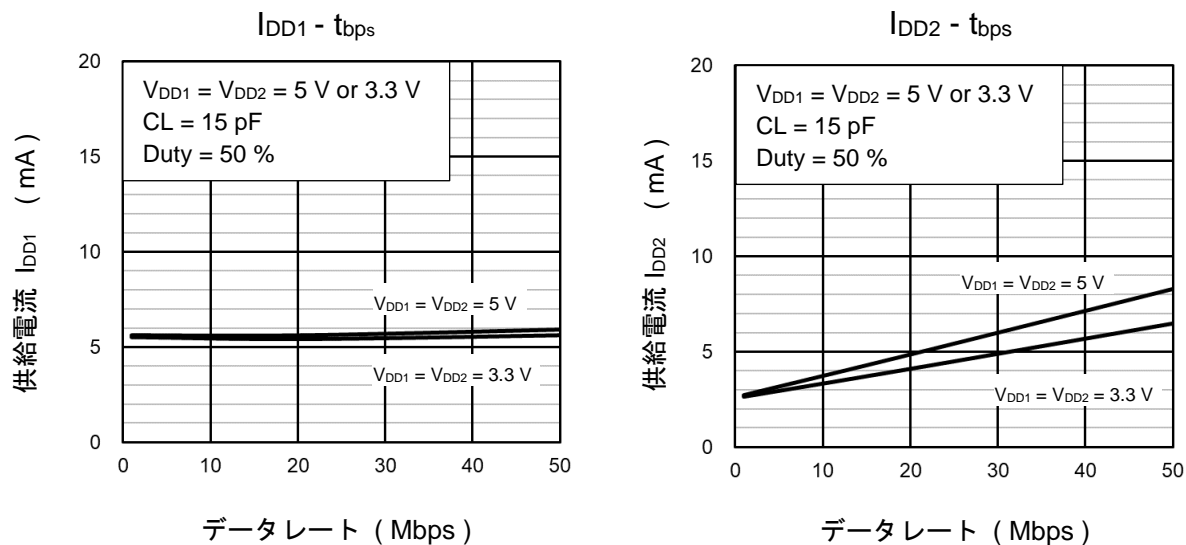 IDD1 - tbps
20
15
10
5
0
供給電流 IDD1 ( mA )
VDD1 = VDD2 = 5 V or 3.3 V
CL = 15 pF
Duty = 50 %
VDD1 = VDD2 = 5 V
VDD1 = VDD2 = 3.3 V
0 10 20 30 40 50
データレート ( Mbps )
IDD2 - tbps
20
15
10
5
0
供給電流 IDD2 ( mA )
VDD1 = VDD2 = 5 V or 3.3 V
CL = 15 pF
Duty = 50 %
VDD1 = VDD2 = 5 V
VDD1 = VDD2 = 3.3 V
0 10 20 30 40 50
データレート ( Mbps )